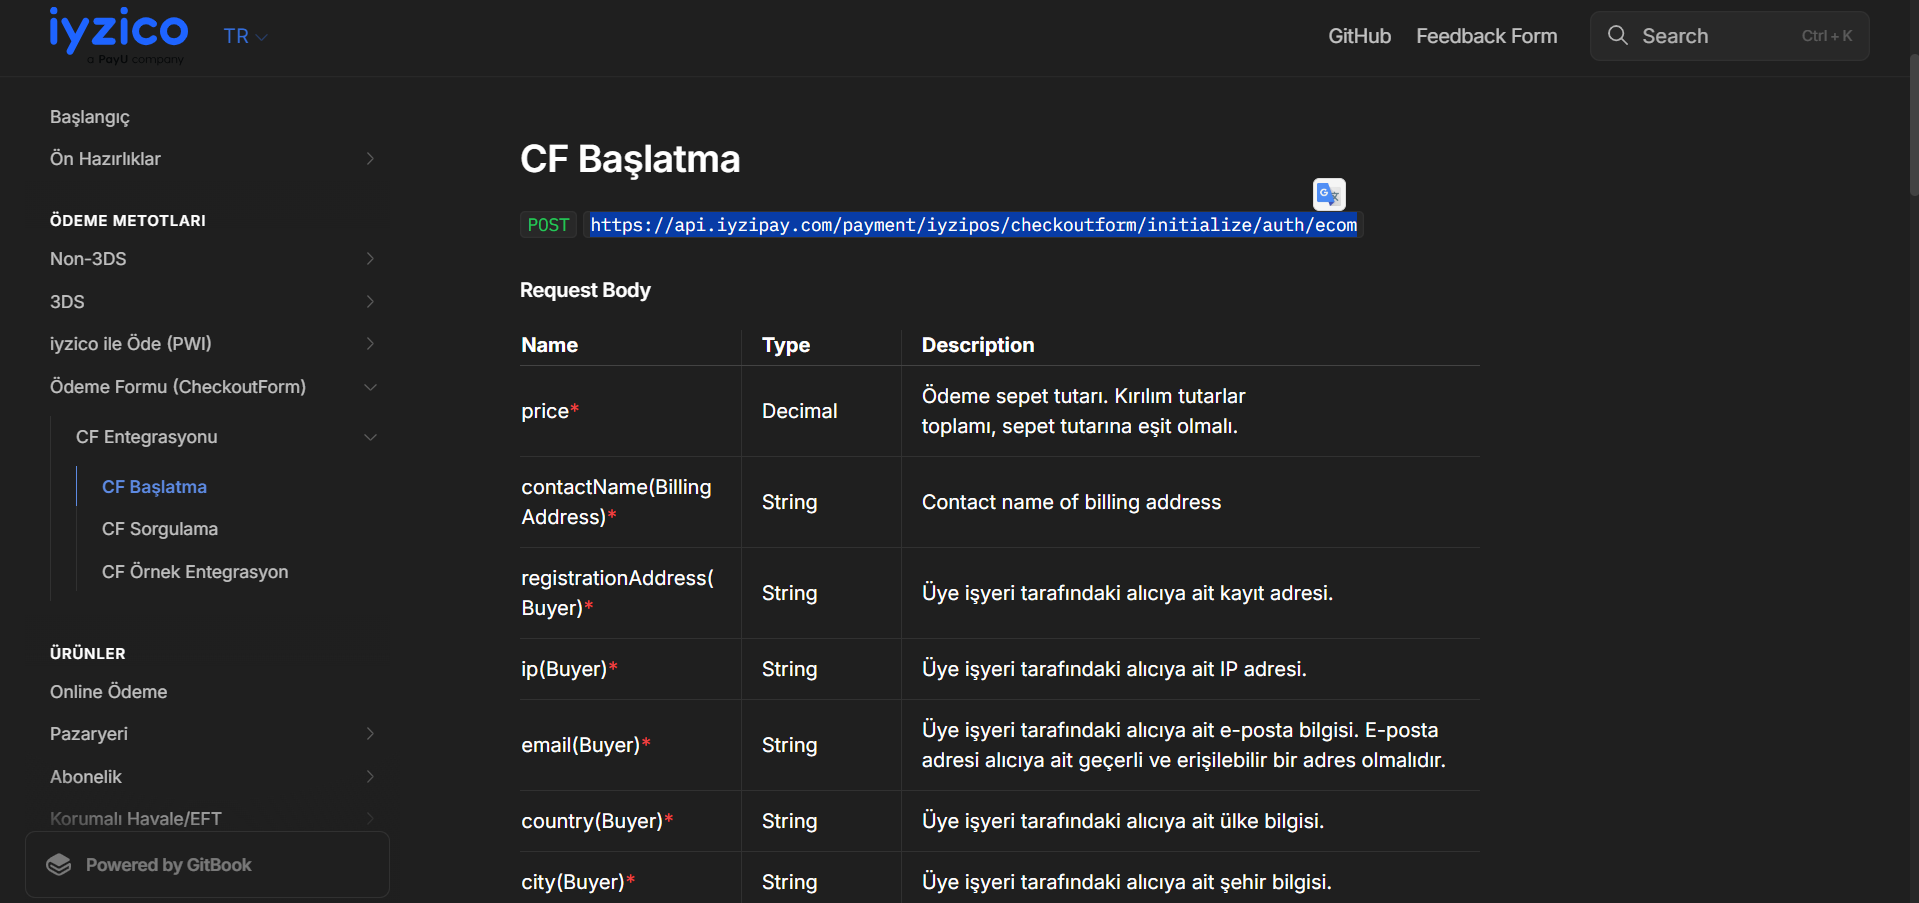 iyzico
a PayU company
TR
GitHub
Feedback Form
Search
Ctrl + K
Başlangıç
Ön Hazırlıklar
ÖDEME METOTLARI
Non-3DS
3DS
iyzico ile Öde (PWI)
Ödeme Formu (CheckoutForm)
CF Entegrasyonu
CF Başlatma
CF Sorgulama
CF Örnek Entegrasyon
ÜRÜNLER
Online Ödeme
Pazaryeri
Abonelik
Korumalı Havale/EFT
Powered by GitBook
CF Başlatma
POST https://api.iyzipay.com/payment/iyzipos/checkoutform/initialize/auth/ecom
Request Body
Name Type Description
price* Decimal Ödeme sepet tutarı. Kırılım tutarlar
toplamı, sepet tutarına eşit olmalı.
contactName(Billing
Address)* String Contact name of billing address
registrationAddress(
Buyer)* String Üye işyeri tarafındaki alıcıya ait kayıt adresi.
ip(Buyer)* String Üye işyeri tarafındaki alıcıya ait IP adresi.
email(Buyer)* String Üye işyeri tarafındaki alıcıya ait e-posta bilgisi. E-posta
adresi alıcıya ait geçerli ve erişilebilir bir adres olmalıdır.
country(Buyer)* String Üye işyeri tarafındaki alıcıya ait ülke bilgisi.
city(Buyer)* String Üye işyeri tarafındaki alıcıya ait şehir bilgisi.